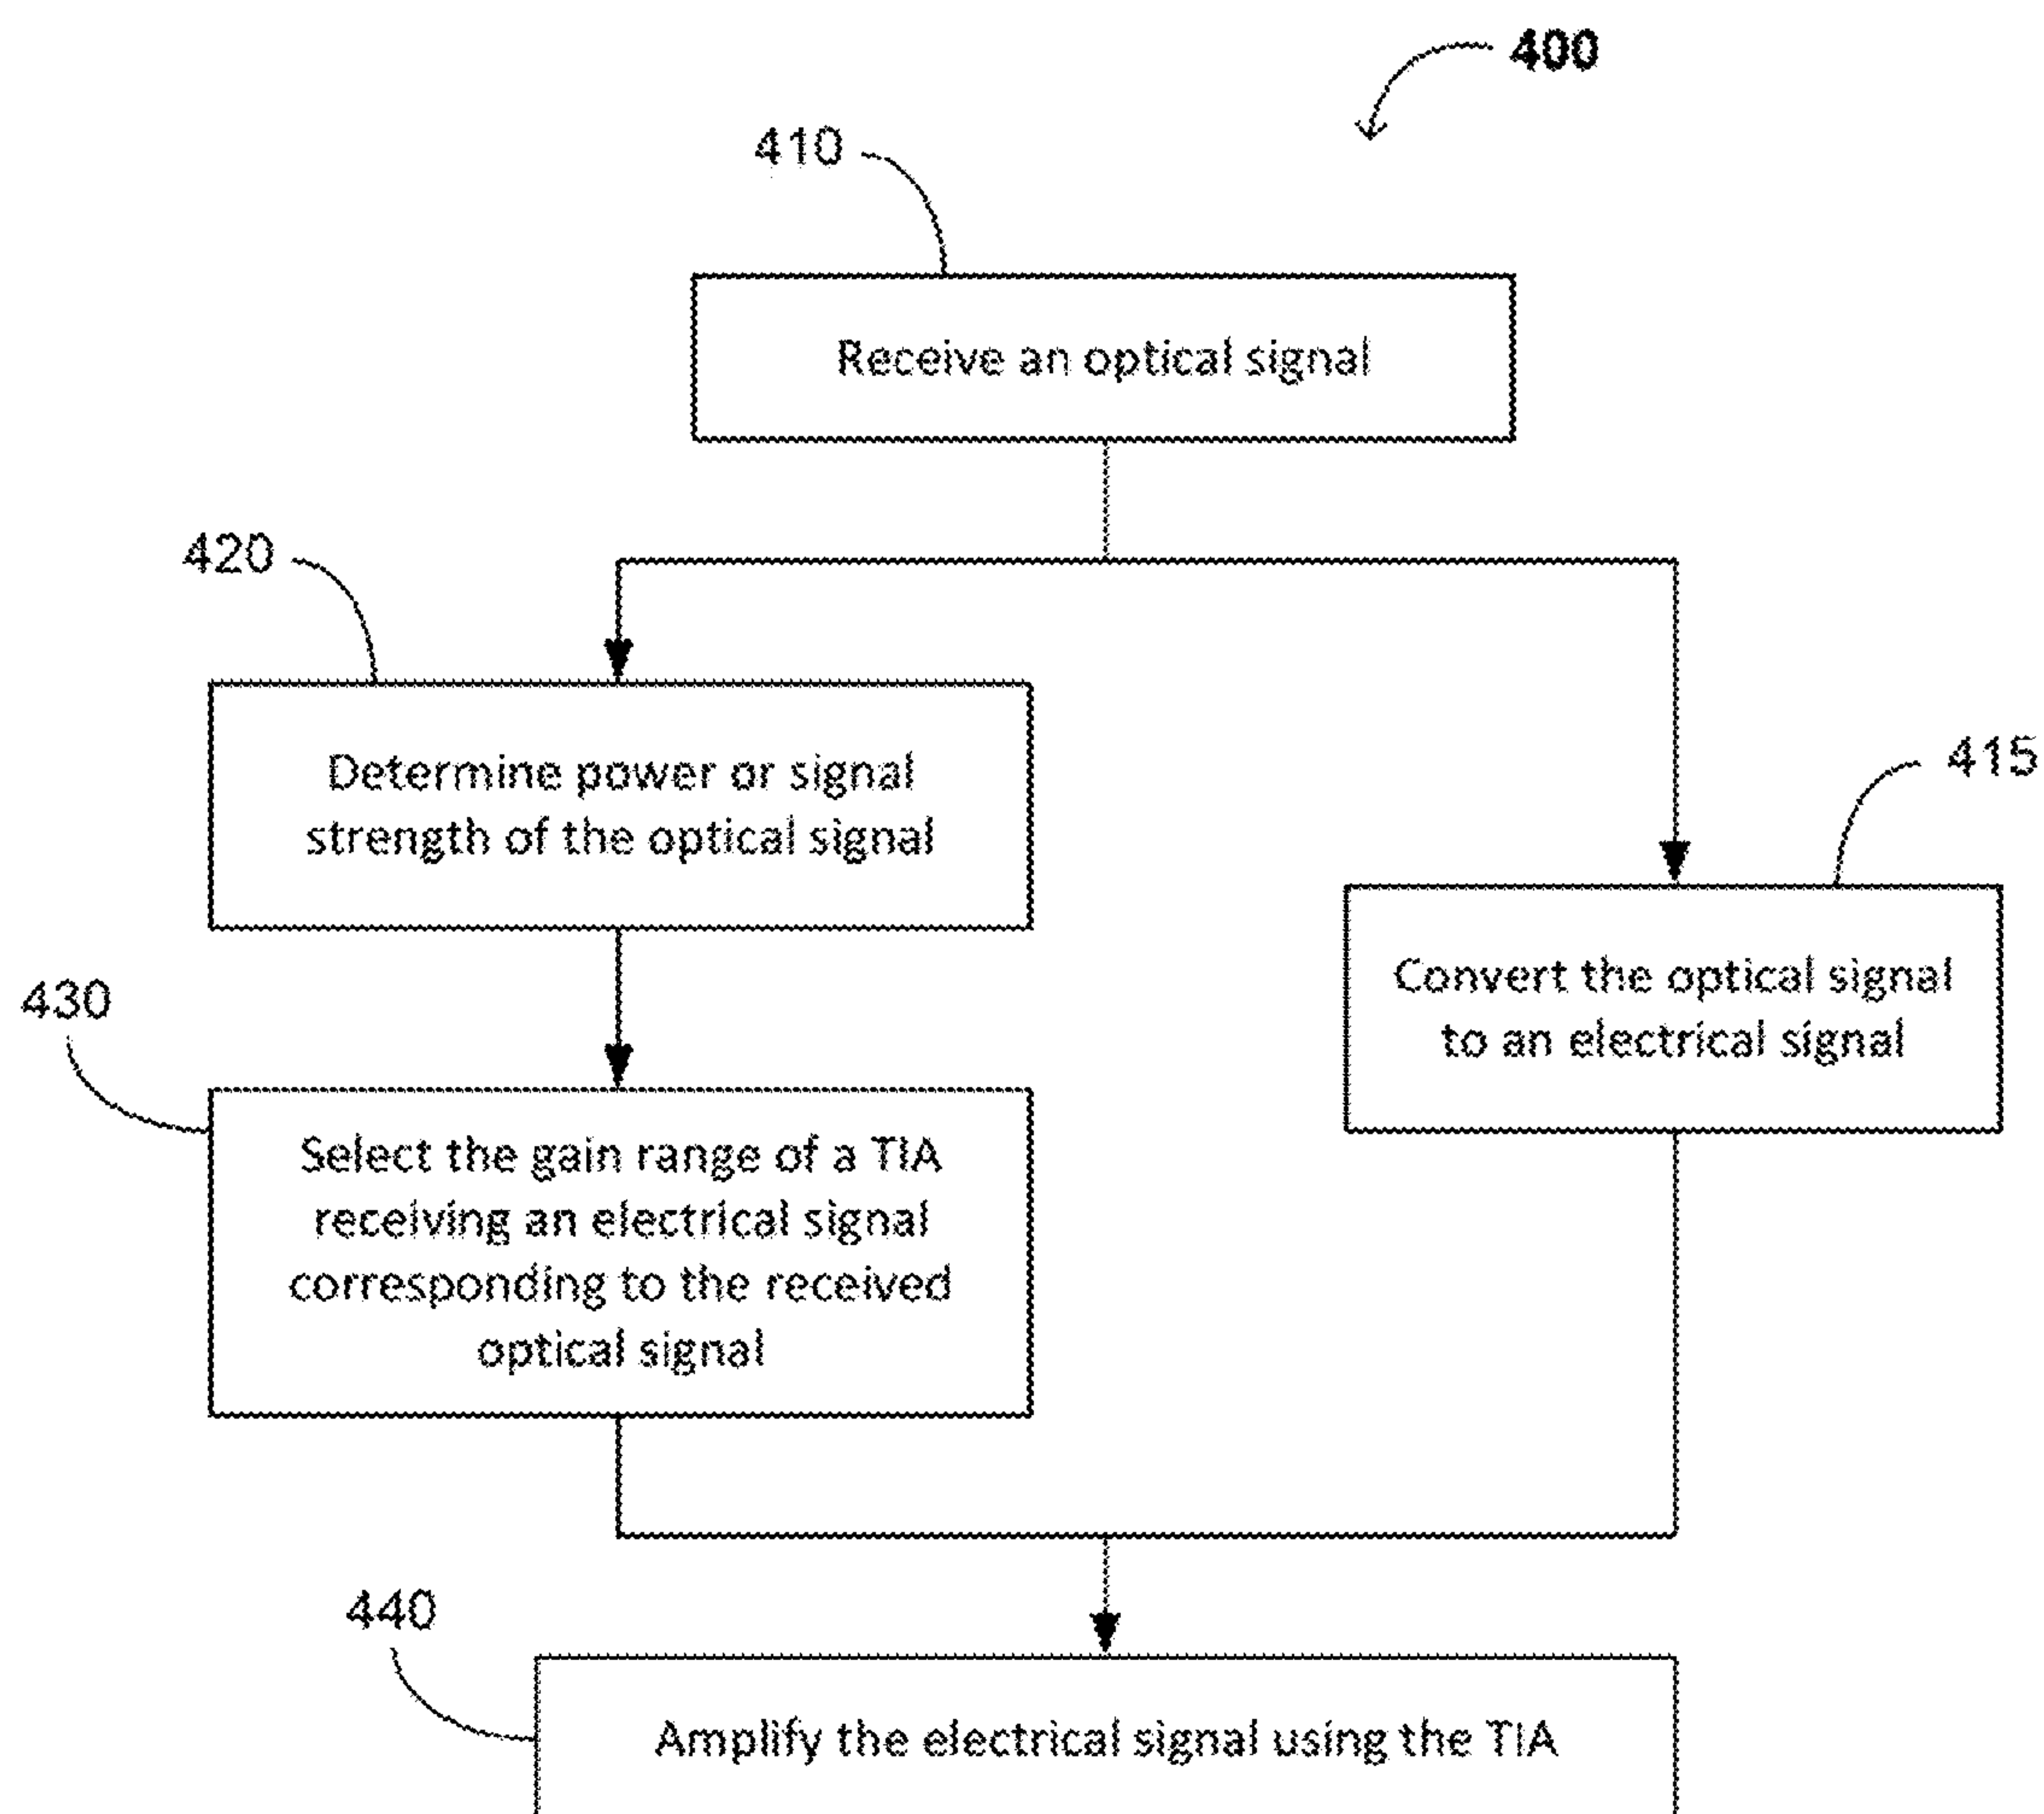 400
410
Receive an optical signal
420
Determine power or signal
strength of the optical signal
415
Convert the optical signal
to an electrical signal
430
Select the gain range of a TIA
receiving an electrical signal
corresponding to the received
optical signal
440
Amplify the electrical signal using the TIA